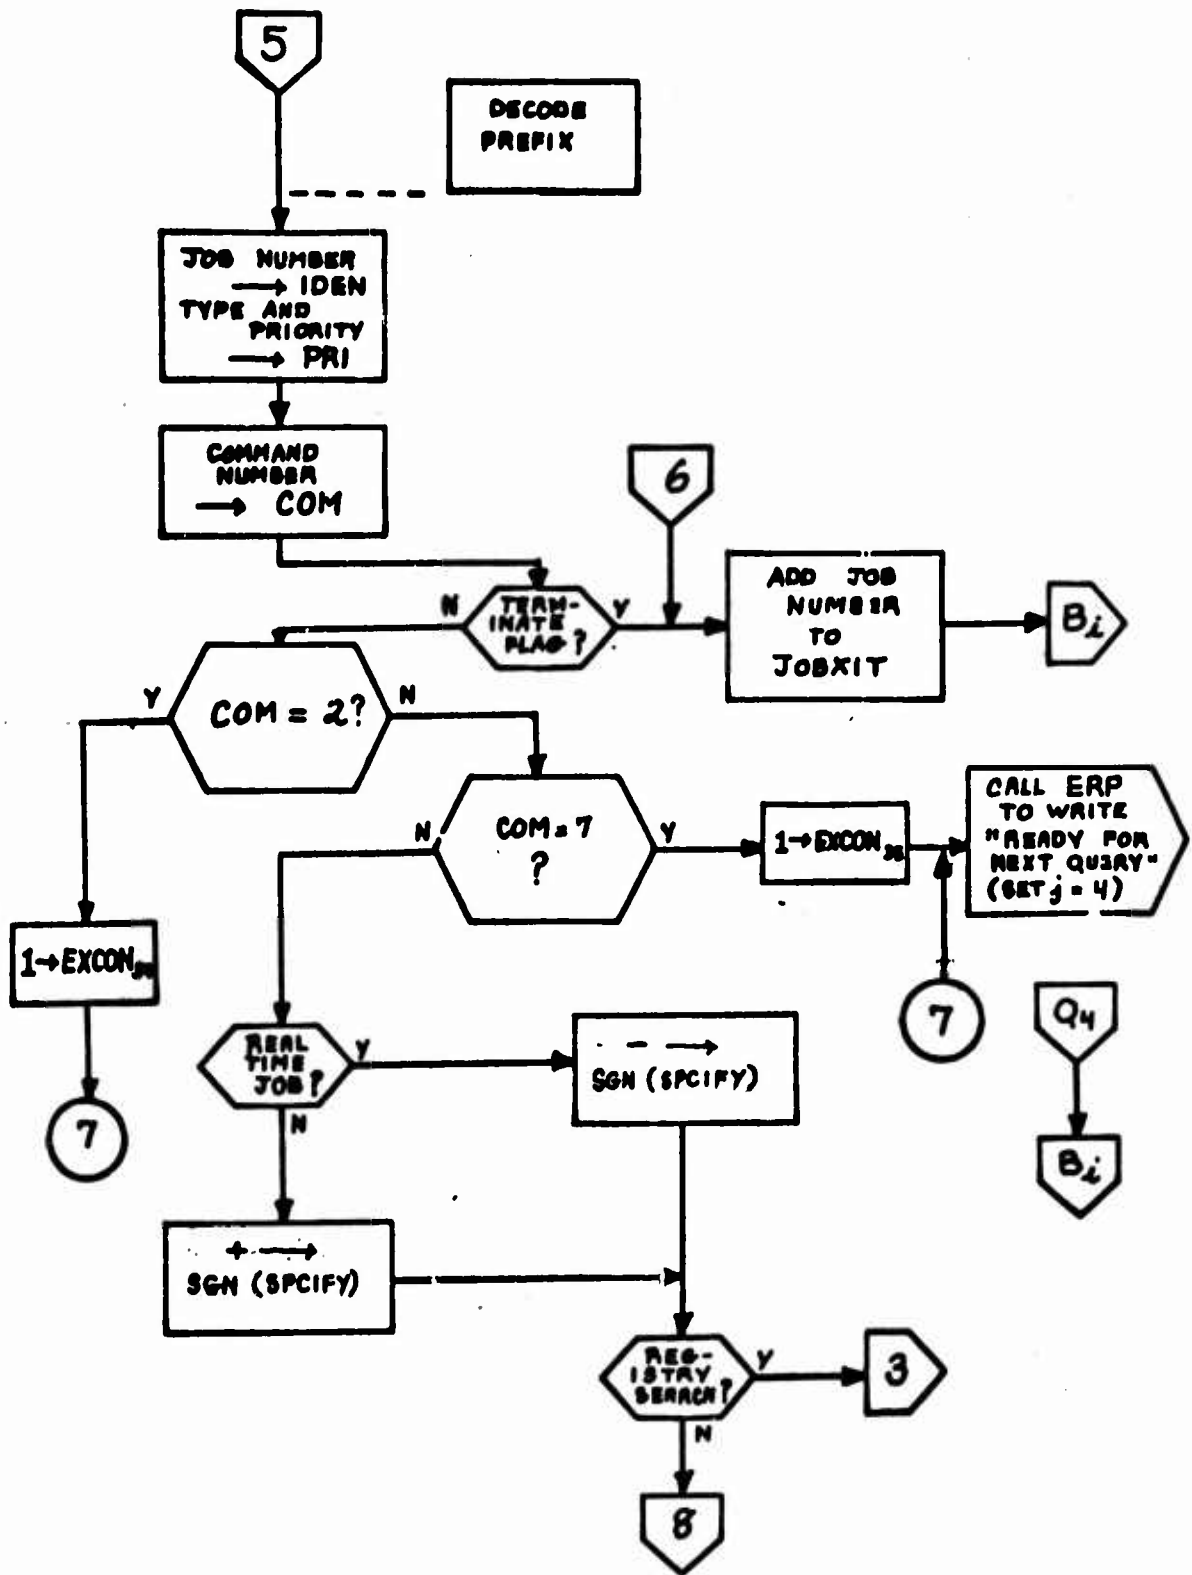 5
DECODE
PREFIX
JOB NUMBER
→ IDEN
TYPE AND
PRIORITY
→ PRI
COMMAND
NUMBER
→ COM
6
N
TERM-
INATE
FLAG?
Y
ADD JOB
NUMBER
TO
JOBXIT
Bi
Y
COM = 2?
N
N
COM = 7
?
Y
1→EXCON
CALL ERP
TO WRITE
"READY FOR
NEXT QUERY"
(SET j = 4)
1→EXCON
7
Q4
REAL
TIME
JOB?
Y
N
- →
SGN (SPCIFY)
7
Bi
+ →
SGN (SPCIFY)
REG-
ISTRY
SEARCH?
Y
3
N
8